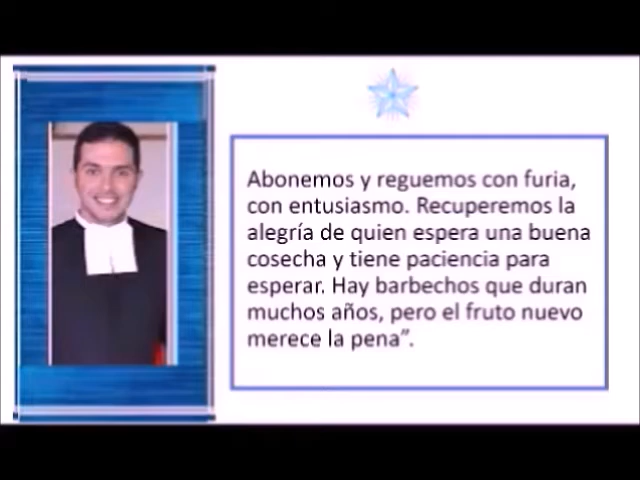 Abonemos y reguemos con furia,
con entusiasmo. Recuperemos la
alegría de quien espera una buena
cosecha y tiene paciencia para
esperar. Hay barbechos que duran
muchos años, pero el fruto nuevo
merece la pena”.